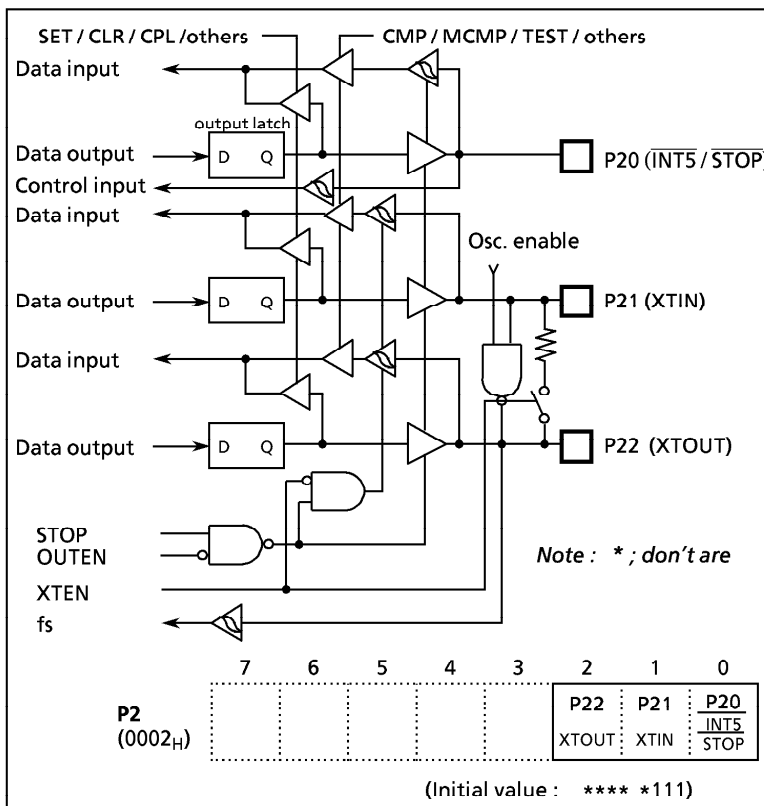 SET / CLR / CPL /others
CMP / MCMP / TEST / others
Data input
output latch
Data output
D Q
P20 (INT5 / STOP)
Control input
Data input
Osc. enable
Data output
D Q
P21 (XTIN)
Data input
Data output
D Q
P22 (XTOUT)
STOP
OUTEN
Note : * ; don't are
XTEN
fs
7 6 5 4 3 2 1 0
P2
(0002H)
P22 P21 P20
XTOUT XTIN INT5
STOP
(Initial value : **** *111)